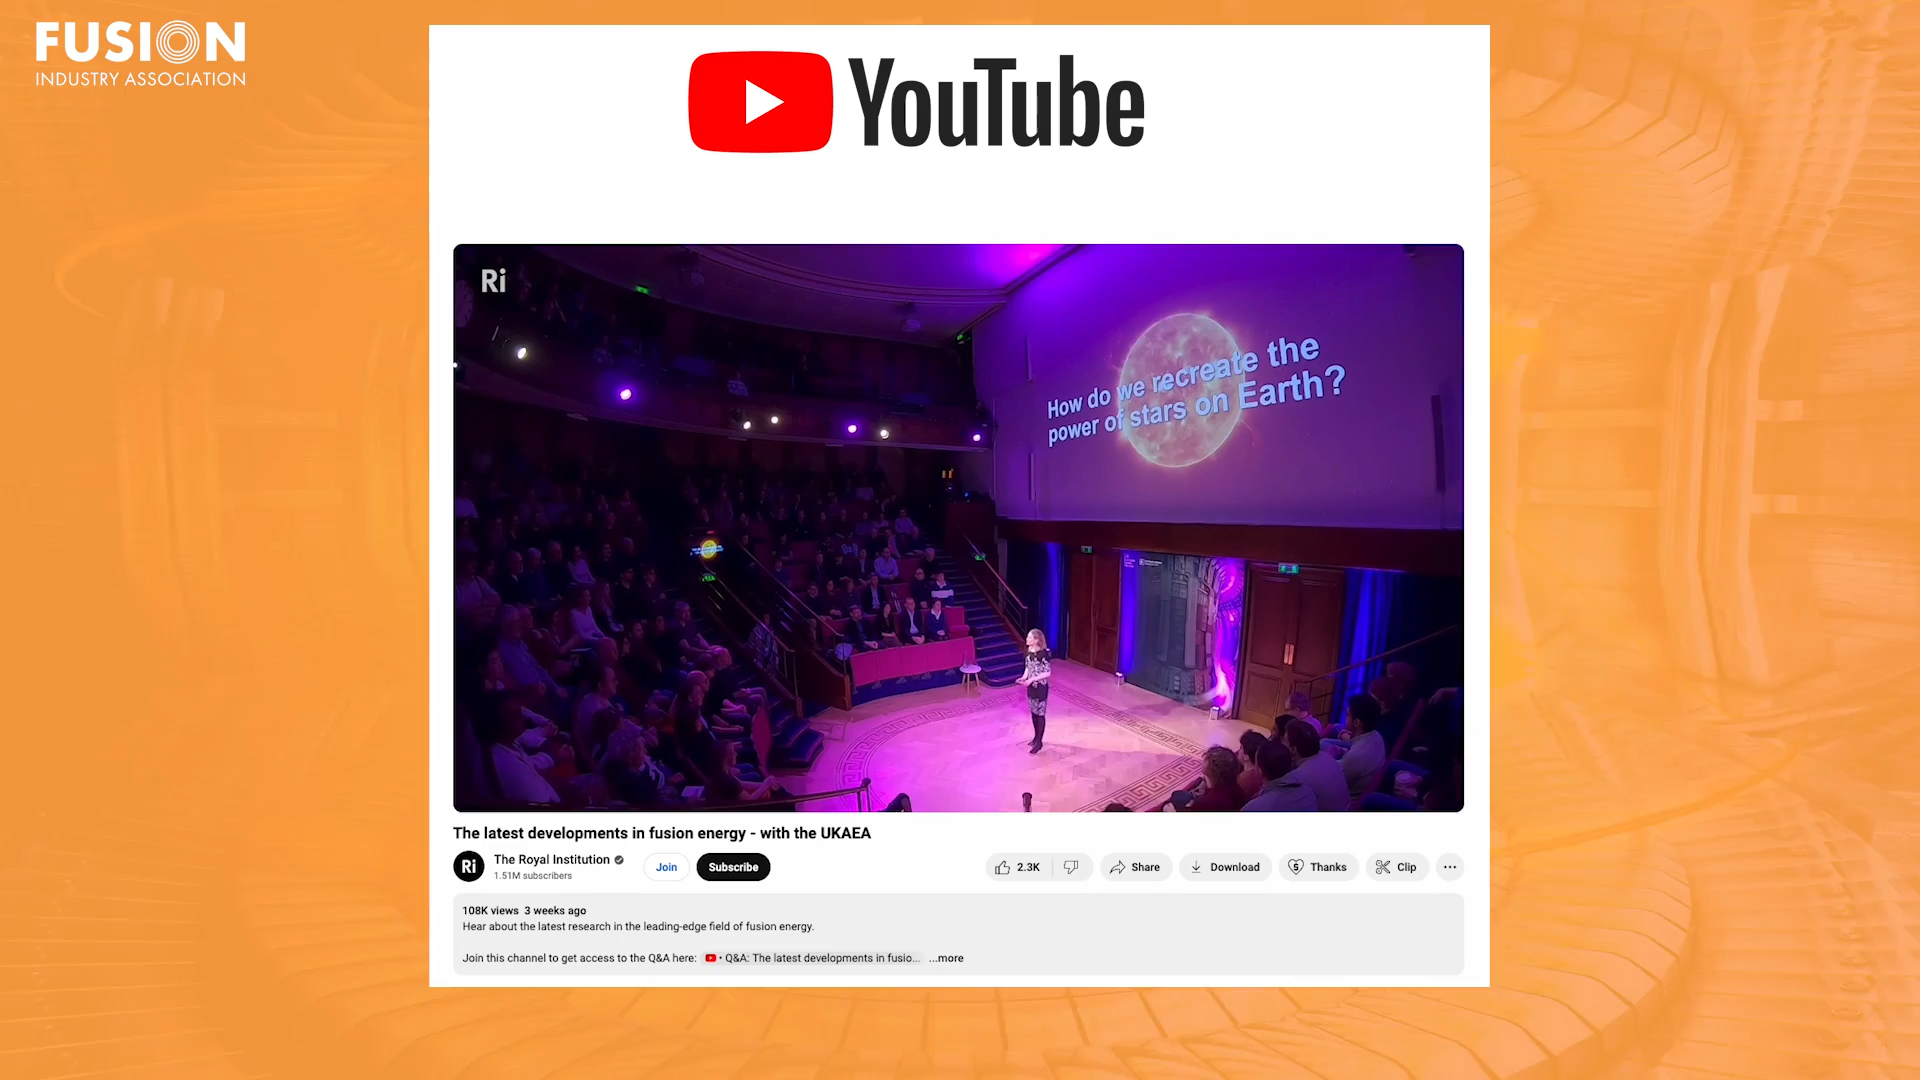 FUSION
INDUSTRY ASSOCIATION
YouTube
Ri
How do we recreate the
power of stars on Earth?
The latest developments in fusion energy - with the UKAEA
Ri
The Royal Institution
1.51M subscribers
Join
Subscribe
2.3K
Share
Download
Thanks
Clip
108K views 3 weeks ago
Hear about the latest research in the leading-edge field of fusion energy.
Join this channel to get access to the Q&A here: • Q&A: The latest developments in fusio... ...more